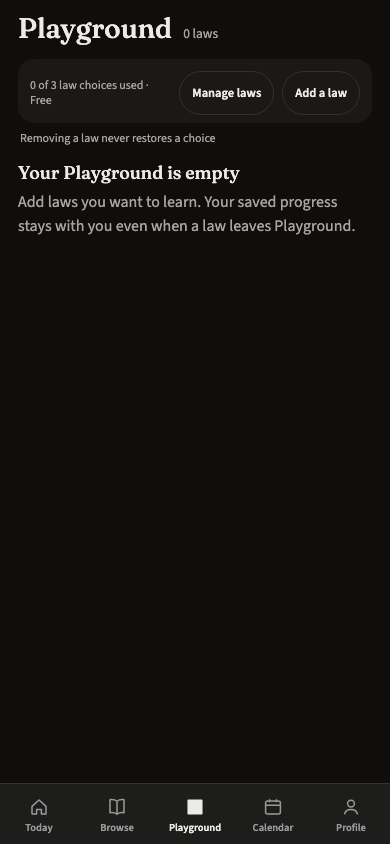 Playground 0 laws
0 of 3 law choices used ·
Free
Manage laws
Add a law
Removing a law never restores a choice
Your Playground is empty
Add laws you want to learn. Your saved progress
stays with you even when a law leaves Playground.
Today
Browse
Playground
Calendar
Profile